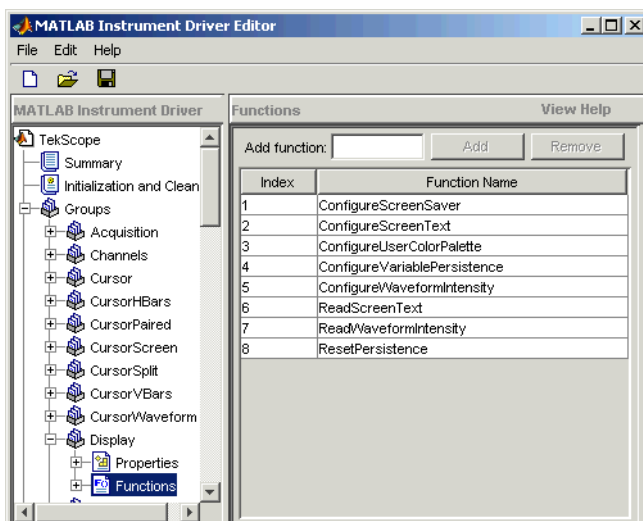 MATLAB Instrument Driver Editor
File Edit Help
MATLAB Instrument Driver
TekScope
Summary
Initialization and Clean
Groups
Acquisition
Channels
Cursor
CursorHBars
CursorPaired
CursorScreen
CursorSplit
CursorVBars
CursorWaveform
Display
Properties
Functions
Functions View Help
Add function: Add Remove
Index Function Name
1 ConfigureScreenSaver
2 ConfigureScreenText
3 ConfigureUserColorPalette
4 ConfigureVariablePersistence
5 ConfigureWaveformIntensity
6 ReadScreenText
7 ReadWaveformIntensity
8 ResetPersistence